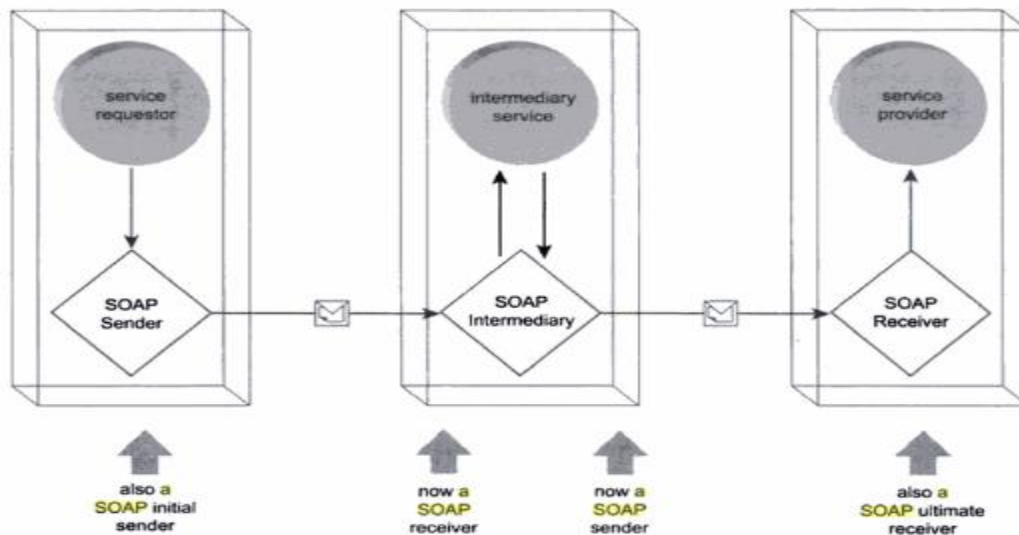 service
requestor
intermediary
service
service
provider
SOAP
Sender
SOAP
Intermediary
SOAP
Receiver
also a
SOAP initial
sender
now a
SOAP
receiver
now a
SOAP
sender
also a
SOAP ultimate
receiver